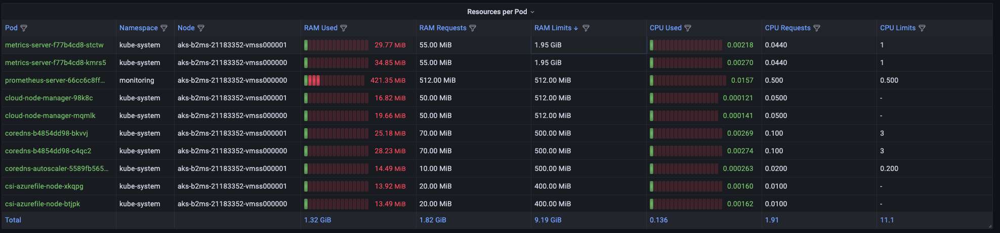 Resources per Pod
Pod Namespace Node RAM Used RAM Requests RAM Limits ↓ CPU Used CPU Requests CPU Limits
metrics-server-f77b4cd8-stctw kube-system aks-b2ms-21183352-vmss000001 29.77 MiB 55.00 MiB 1.95 GiB 0.00218 0.0440 1
metrics-server-f77b4cd8-kmrs5 kube-system aks-b2ms-21183352-vmss000000 34.85 MiB 55.00 MiB 1.95 GiB 0.00270 0.0440 1
prometheus-server-66cc6c8ff... monitoring aks-b2ms-21183352-vmss000000 421.35 MiB 512.00 MiB 512.00 MiB 0.0157 0.500 0.500
cloud-node-manager-98k8c kube-system aks-b2ms-21183352-vmss000001 16.82 MiB 50.00 MiB 512.00 MiB 0.000121 0.0500 -
cloud-node-manager-mqmlk kube-system aks-b2ms-21183352-vmss000000 19.66 MiB 50.00 MiB 512.00 MiB 0.000141 0.0500 -
coredns-b4854dd98-bkvvj kube-system aks-b2ms-21183352-vmss000001 25.18 MiB 70.00 MiB 500.00 MiB 0.00269 0.100 3
coredns-b4854dd98-c4qc2 kube-system aks-b2ms-21183352-vmss000000 28.23 MiB 70.00 MiB 500.00 MiB 0.00274 0.100 3
coredns-autoscaler-5589fb565... kube-system aks-b2ms-21183352-vmss000001 14.49 MiB 10.00 MiB 500.00 MiB 0.000263 0.0200 0.200
csi-azurefile-node-xkqpg kube-system aks-b2ms-21183352-vmss000001 13.92 MiB 20.00 MiB 400.00 MiB 0.00160 0.0100 -
csi-azurefile-node-btjpk kube-system aks-b2ms-21183352-vmss000000 13.49 MiB 20.00 MiB 400.00 MiB 0.00162 0.0100 -
Total 1.32 GiB 1.82 GiB 9.19 GiB 0.136 1.91 11.1